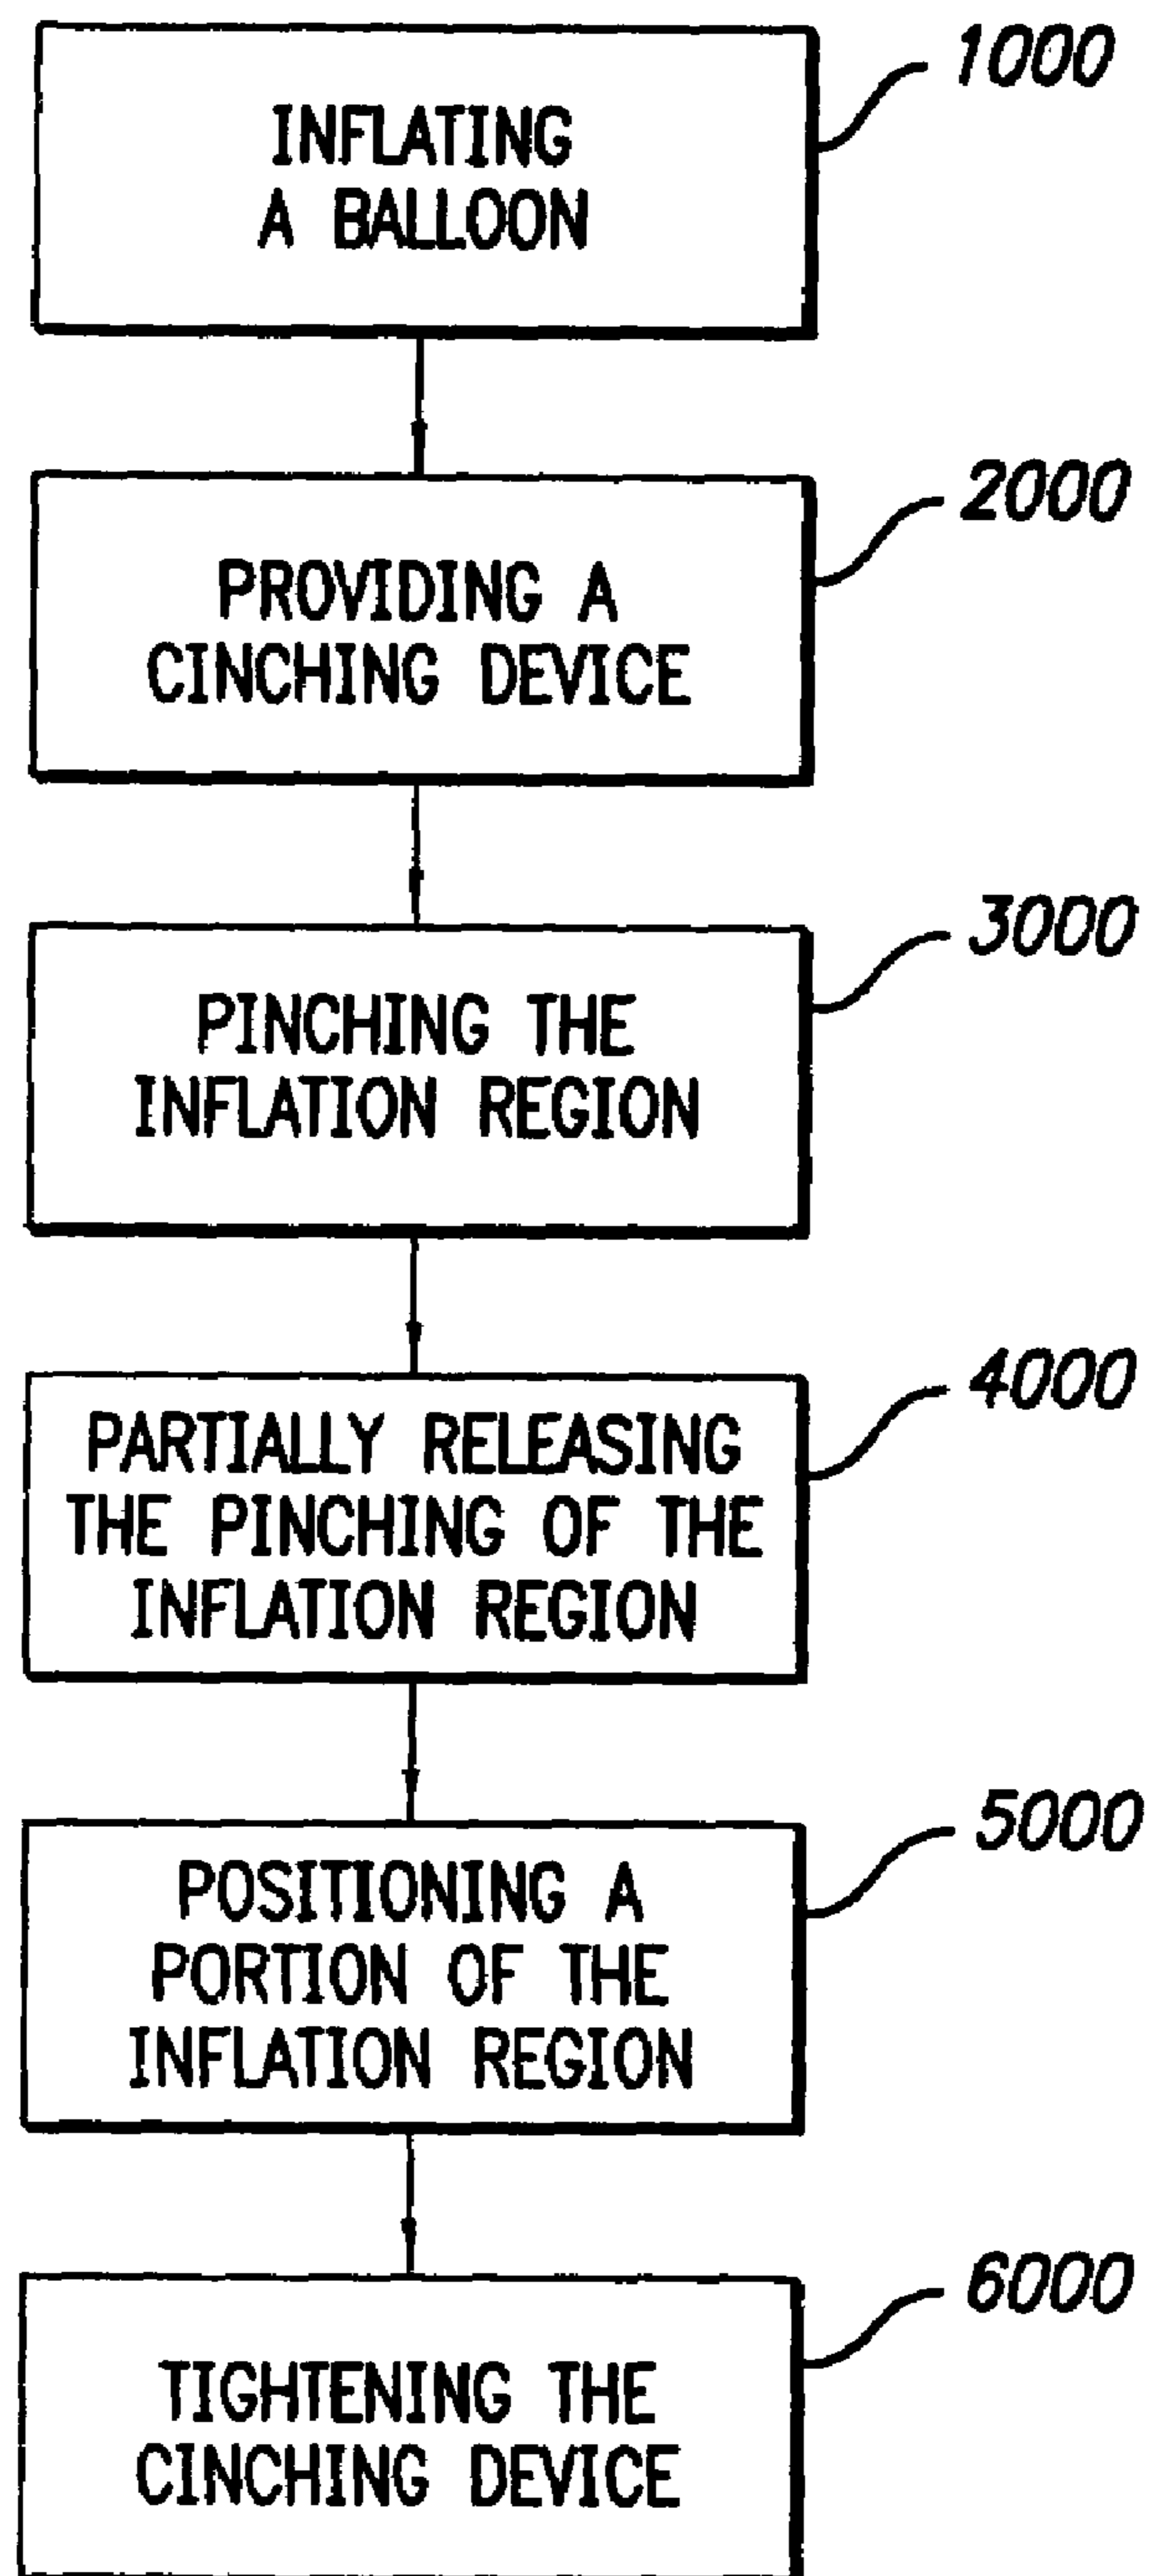 1000
INFLATING
A BALLOON
2000
PROVIDING A
CINCHING DEVICE
3000
PINCHING THE
INFLATION REGION
4000
PARTIALLY RELEASING
THE PINCHING OF THE
INFLATION REGION
5000
POSITIONING A
PORTION OF THE
INFLATION REGION
6000
TIGHTENING THE
CINCHING DEVICE